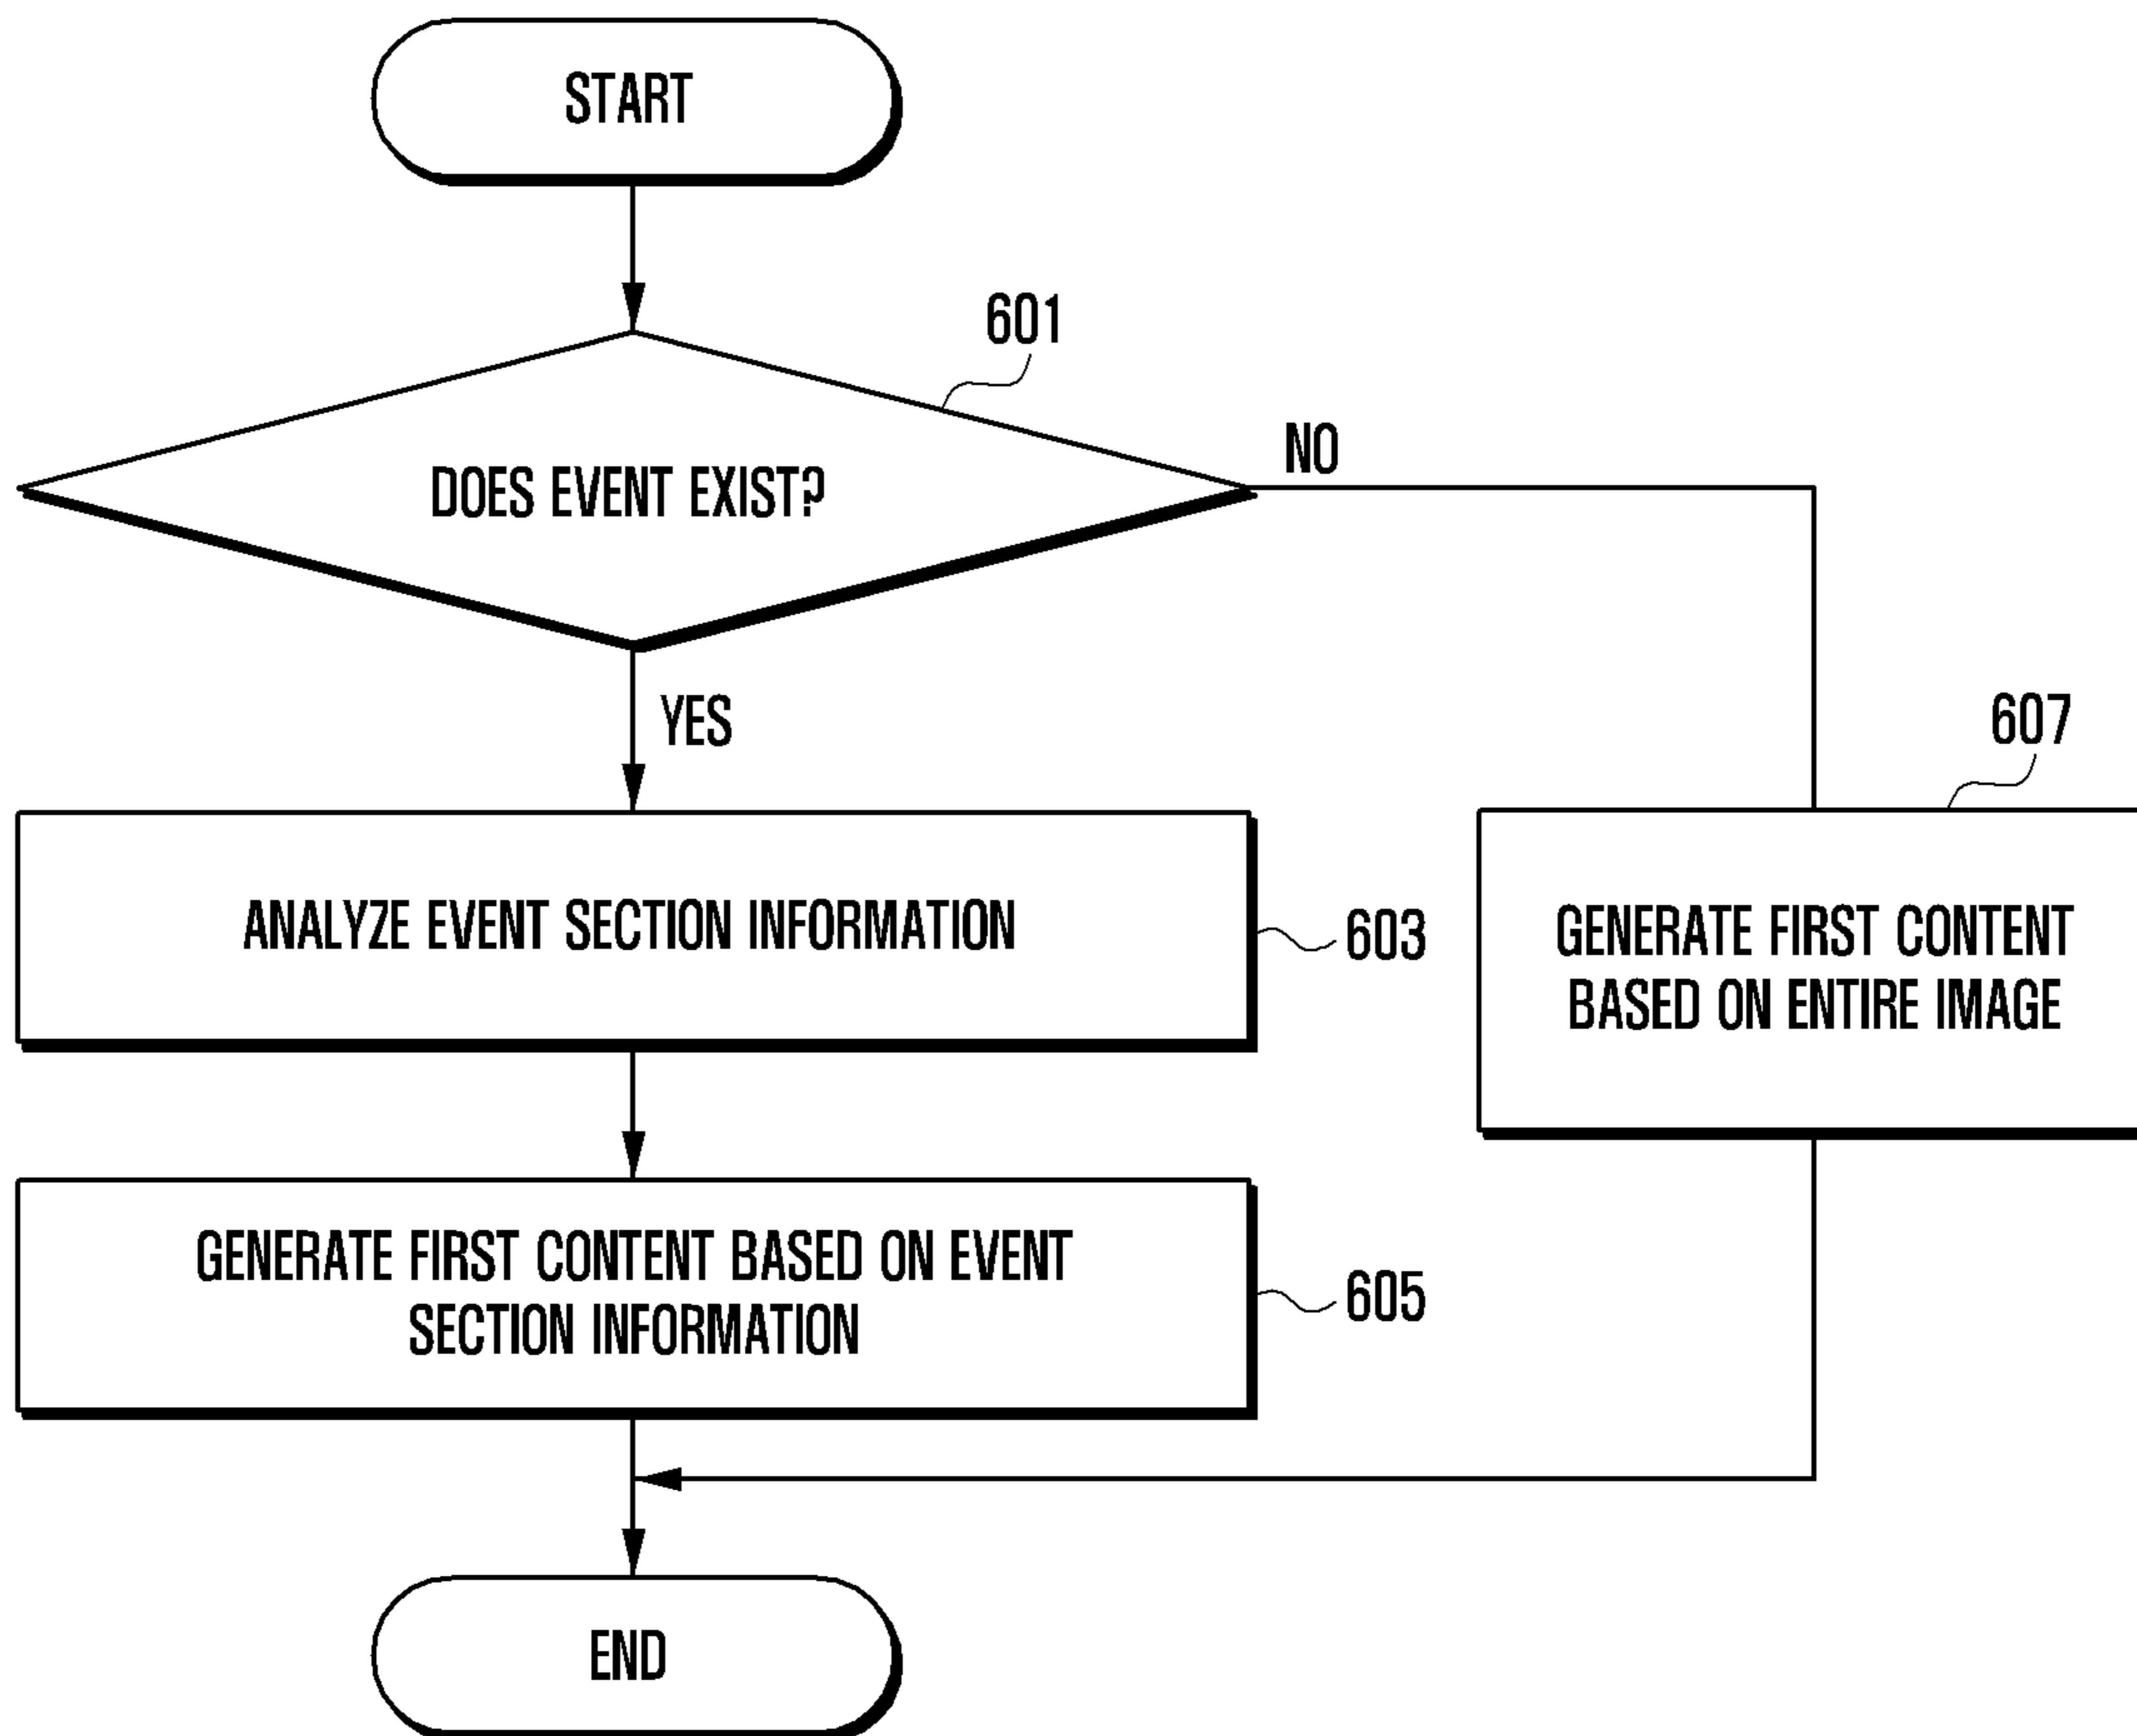 START
601
DOES EVENT EXIST?
NO
YES
607
ANALYZE EVENT SECTION INFORMATION
603
GENERATE FIRST CONTENT
BASED ON ENTIRE IMAGE
GENERATE FIRST CONTENT BASED ON EVENT
SECTION INFORMATION
605
END